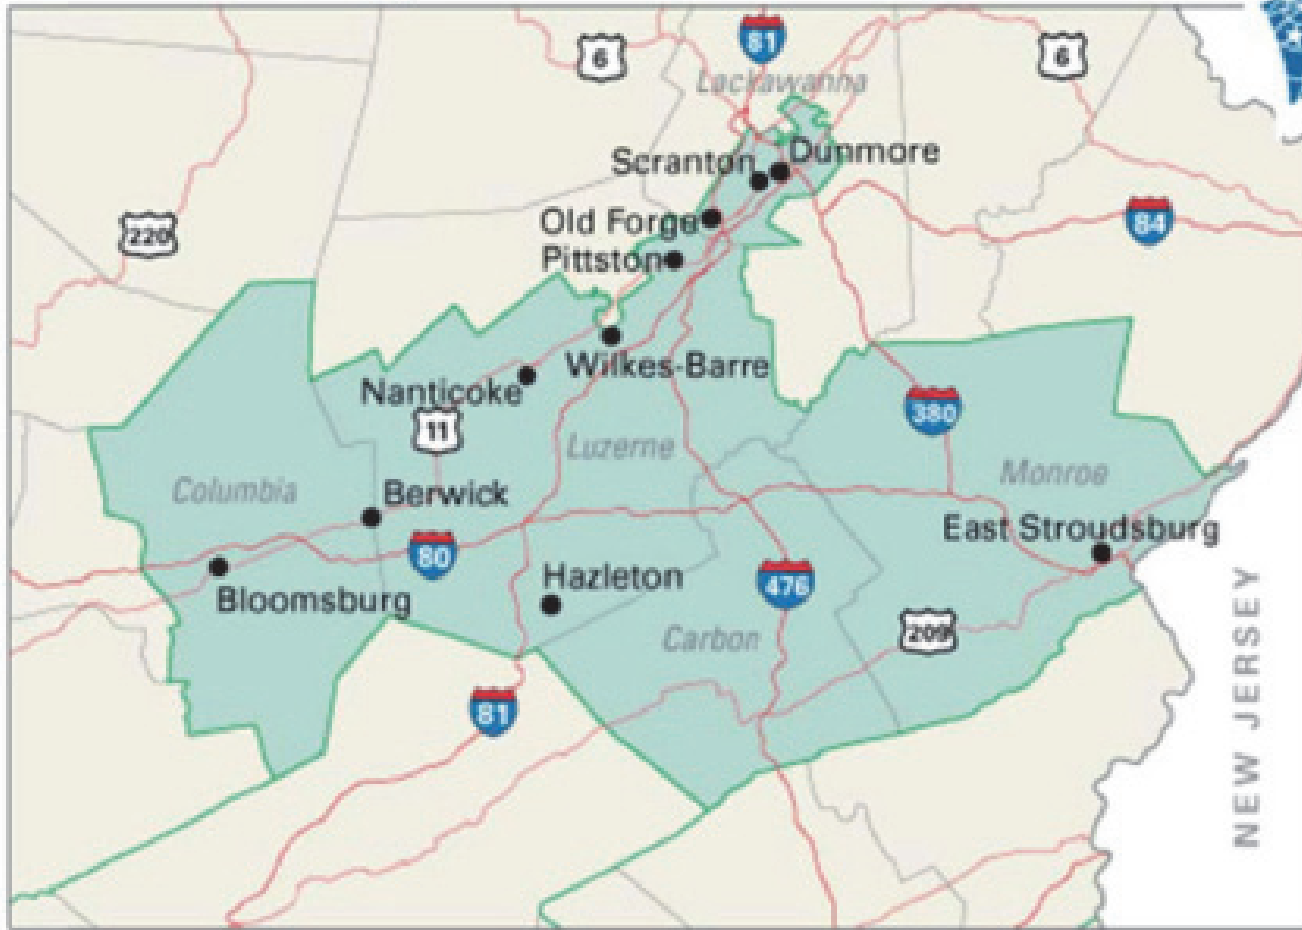 81
6
6
Lackawanna
Scranton
Dunmore
Old Forge
84
220
Pittston
Wilkes-Barre
Nanticoke
380
11
Luzerne
Columbia
Berwick
Monroe
East Stroudsburg
80
Hazleton
476
Bloomsburg
Carbon
209
81
NEW JERSEY